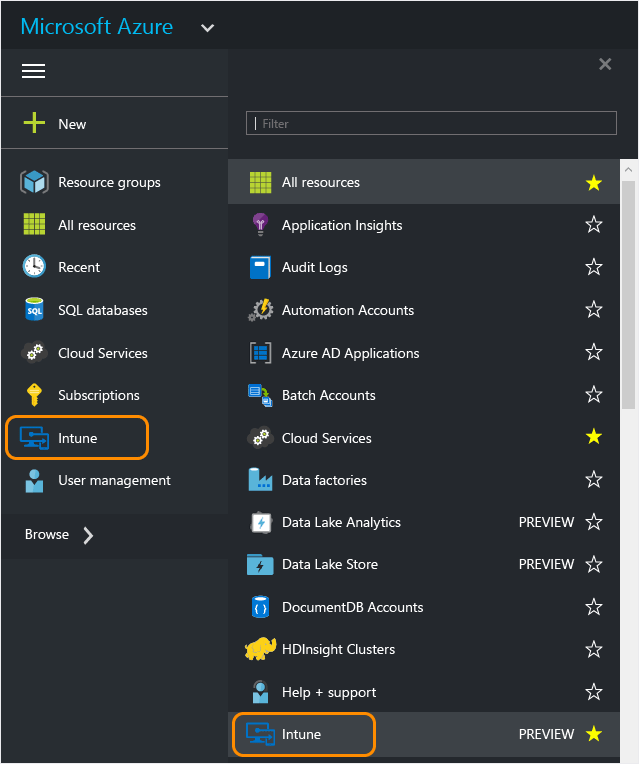 Microsoft Azure
New
Resource groups
All resources
Recent
SQL databases
Cloud Services
Subscriptions
Intune
User management
Browse
Filter
All resources
Application Insights
Audit Logs
Automation Accounts
Azure AD Applications
Batch Accounts
Cloud Services
Data factories
Data Lake Analytics PREVIEW
Data Lake Store PREVIEW
DocumentDB Accounts
HDInsight Clusters
Help + support
Intune PREVIEW